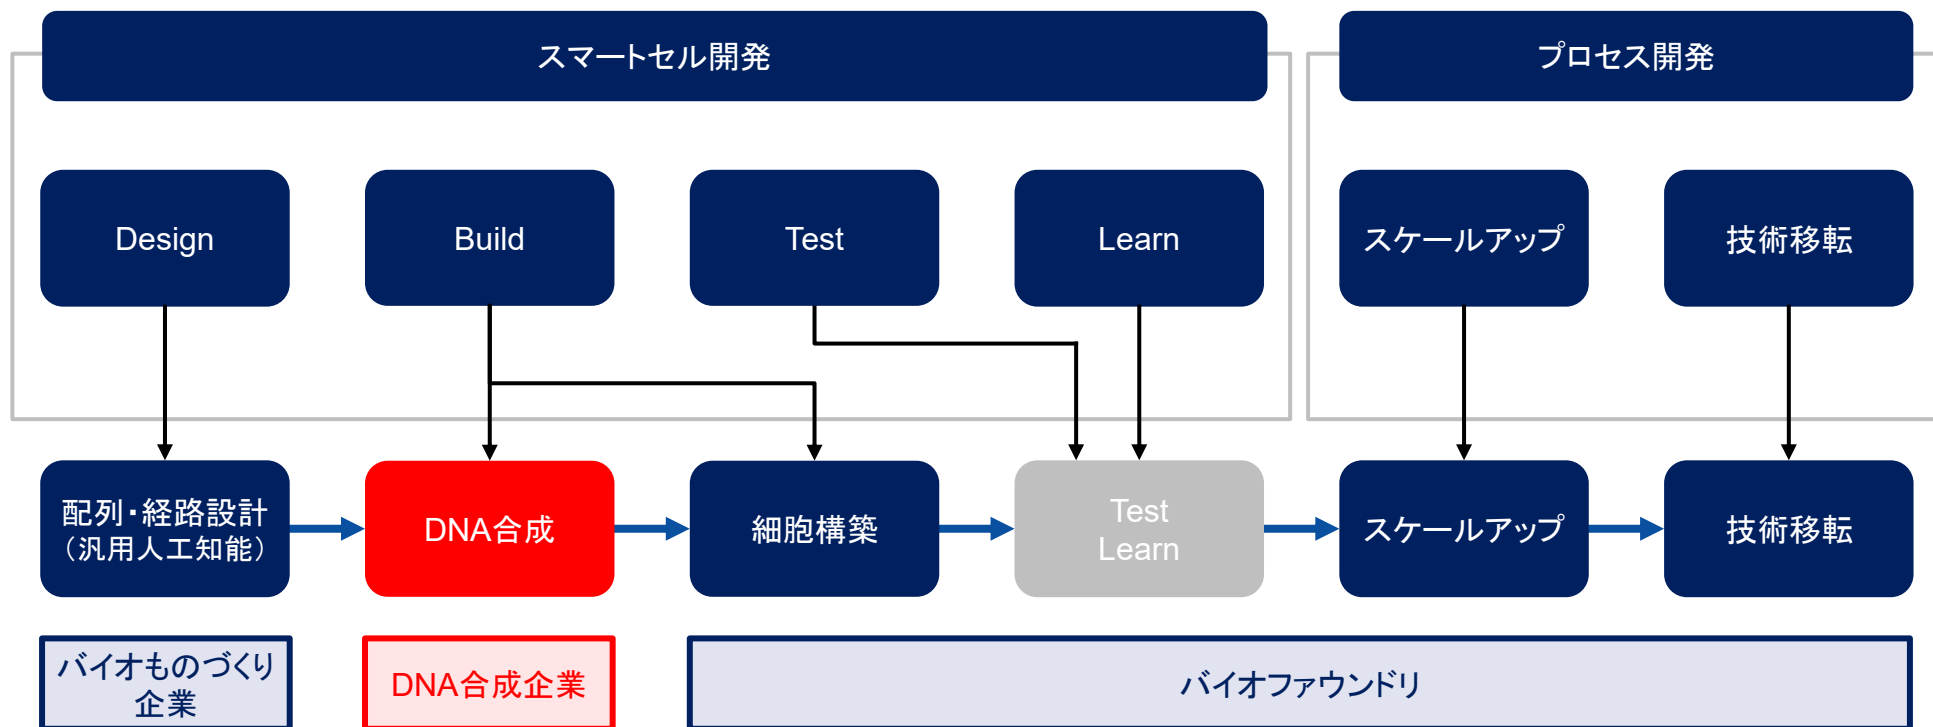 スマートセル開発
プロセス開発
Design
Build
Test
Learn
スケールアップ
技術移転
配列・経路設計
（汎用人工知能）
DNA合成
細胞構築
Test
Learn
スケールアップ
技術移転
バイオものづくり
企業
DNA合成企業
バイオファウンドリ